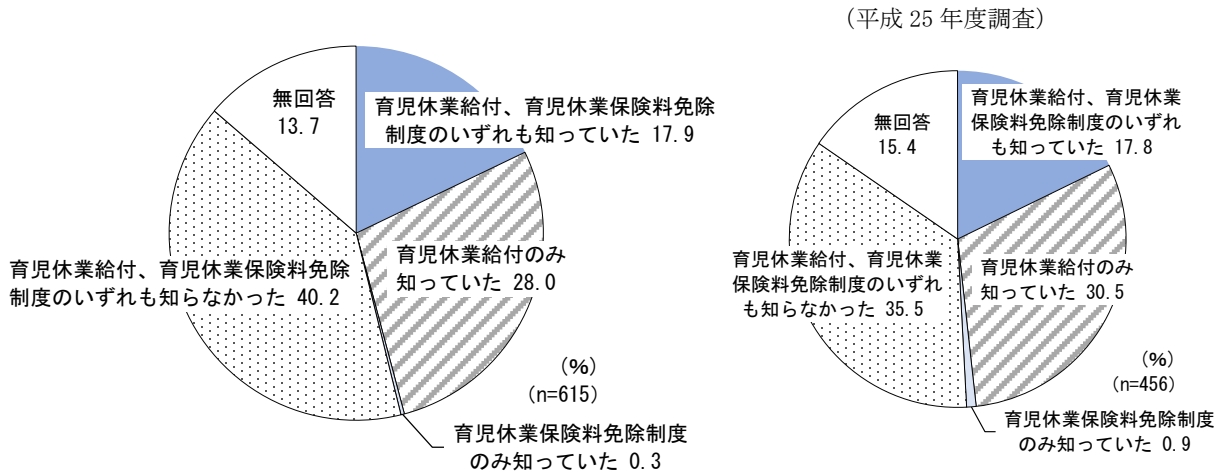 (平成 25 年度調査)
無回答
13.7
育児休業給付、育児休業保険料免除
制度のいずれも知っていた 17.9
育児休業給付のみ
知っていた 28.0
育児休業給付、育児休業保険料免除
制度のいずれも知らなかった 40.2
(%)
(n=615)
育児休業保険料免除制度
のみ知っていた 0.3
無回答
15.4
育児休業給付、育児休業
保険料免除制度のいずれ
も知っていた 17.8
育児休業給付、育児休業
保険料免除制度のいずれ
も知らなかった 35.5
育児休業給付のみ
知っていた 30.5
(%)
(n=456)
育児休業保険料免除制度
のみ知っていた 0.9